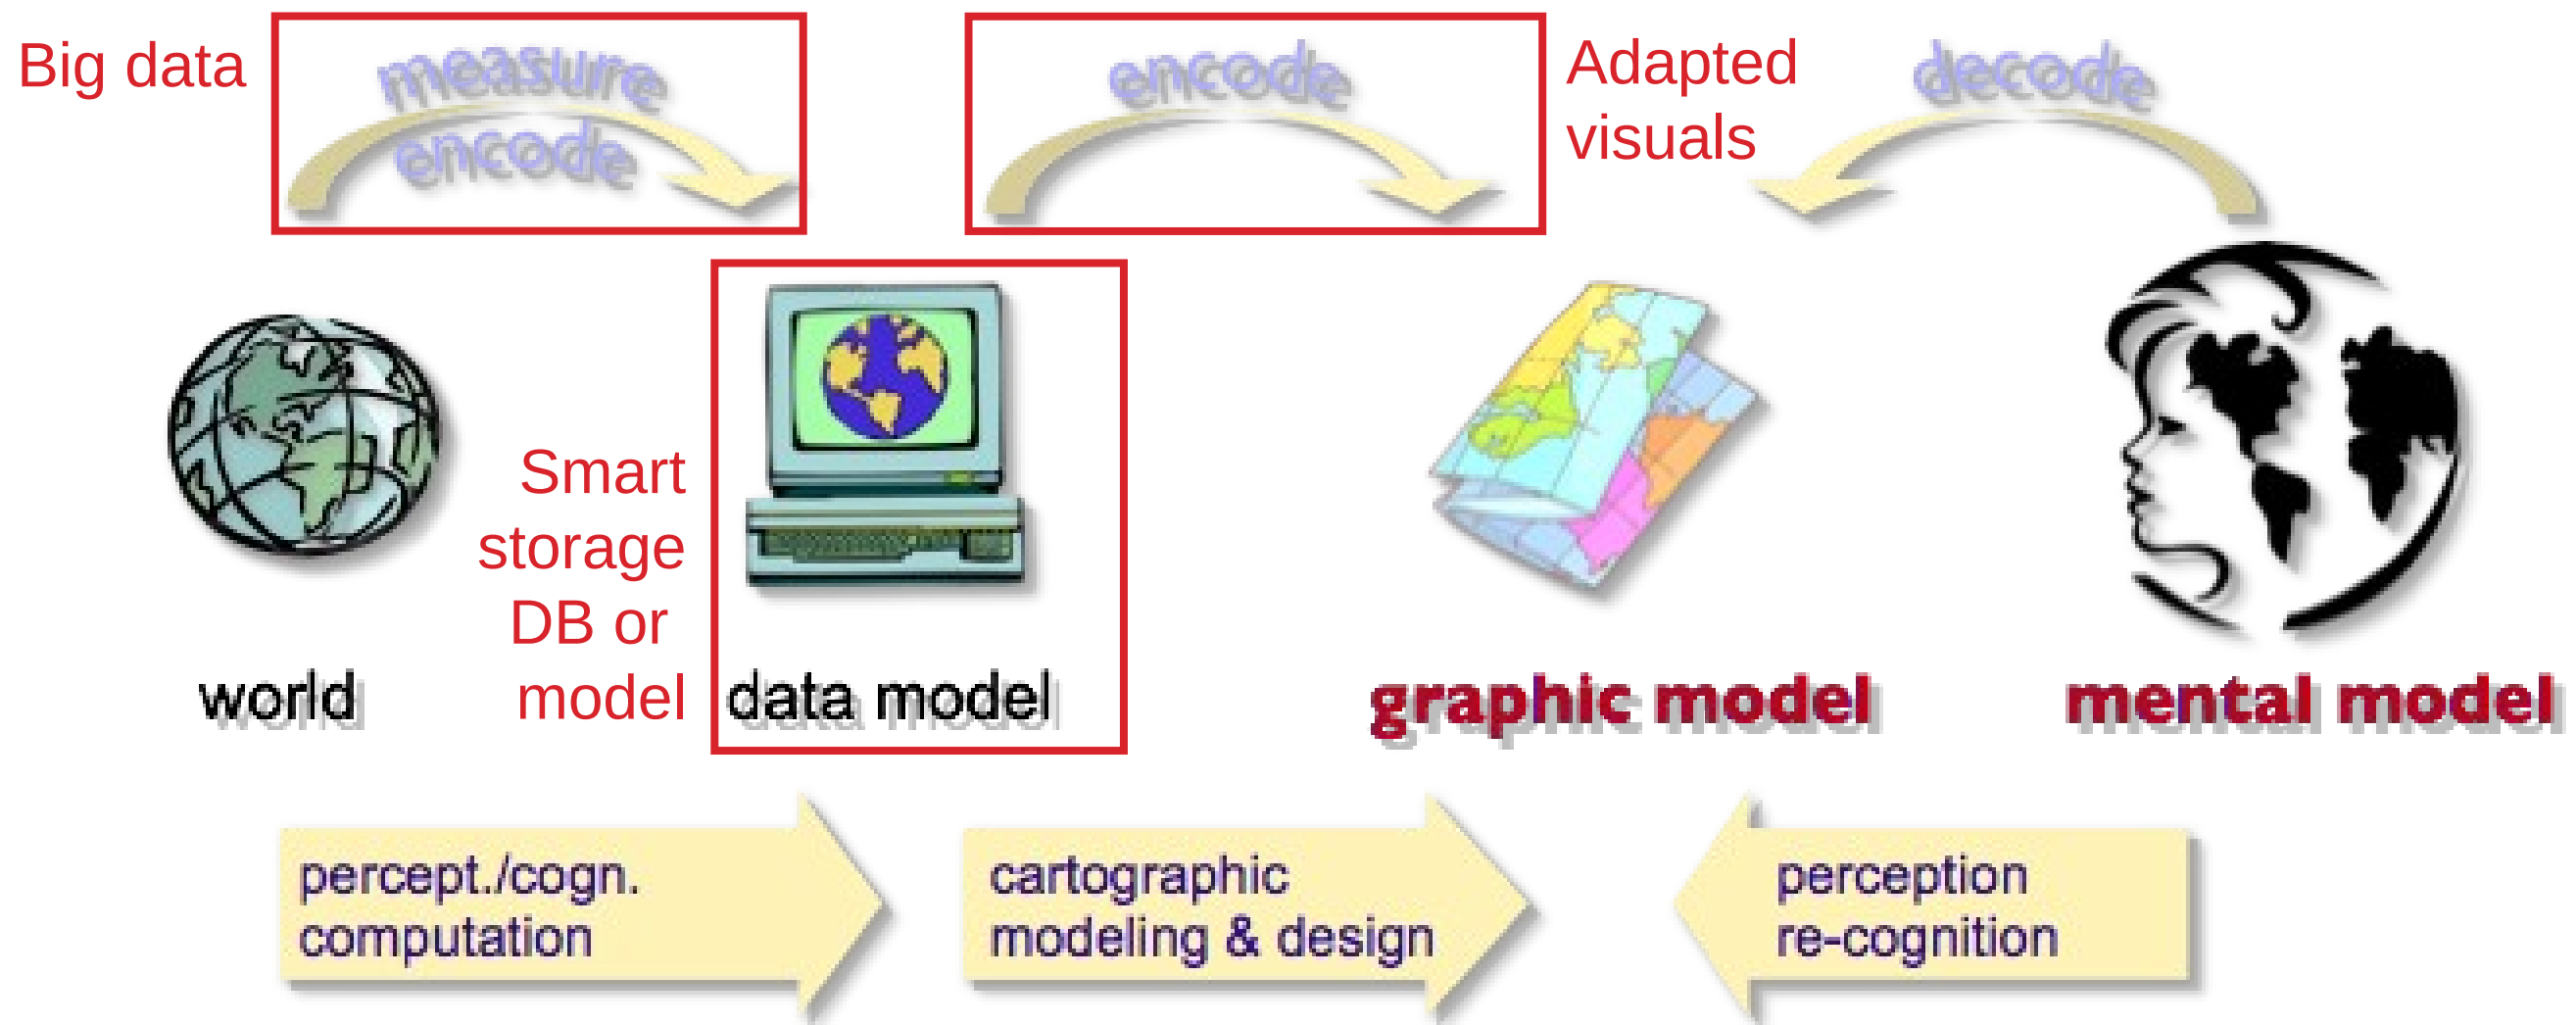 Big data
measure
encode
encode
Adapted
visuals
decode
Smart
storage
DB or
model
world
data model
graphic model
mental model
percept./cogn.
computation
cartographic
modeling & design
perception
re-cognition